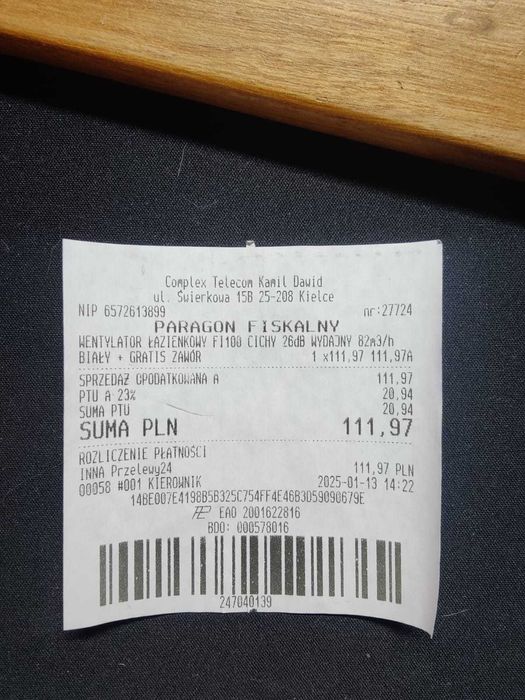 Complex Telecom Kamil Dawid
ul. Świerkowa 15B 25-208 Kielce
NIP 6572613899 nr:27724
PARAGON FISKALNY
WENTYLATOR ŁAZIENKOWY FI100 CICHY 26dB WYDAJNY 82m3/h
BIAŁY + GRATIS ZAWÓR 1 x111,97 111,97A
SPRZEDAŻ OPODATKOWANA A 111,97
PTU A 23% 20,94
SUMA PTU 20,94
SUMA PLN 111,97
ROZLICZENIE PŁATNOŚCI
INNA Przelewy24 111,97 PLN
00058 #001 KIEROWNIK 2025-01-13 14:22
14BE007E4198B5B325C754FF4E46B3D59090679E
EAO 2001622816
BDO: 000578016
247040139